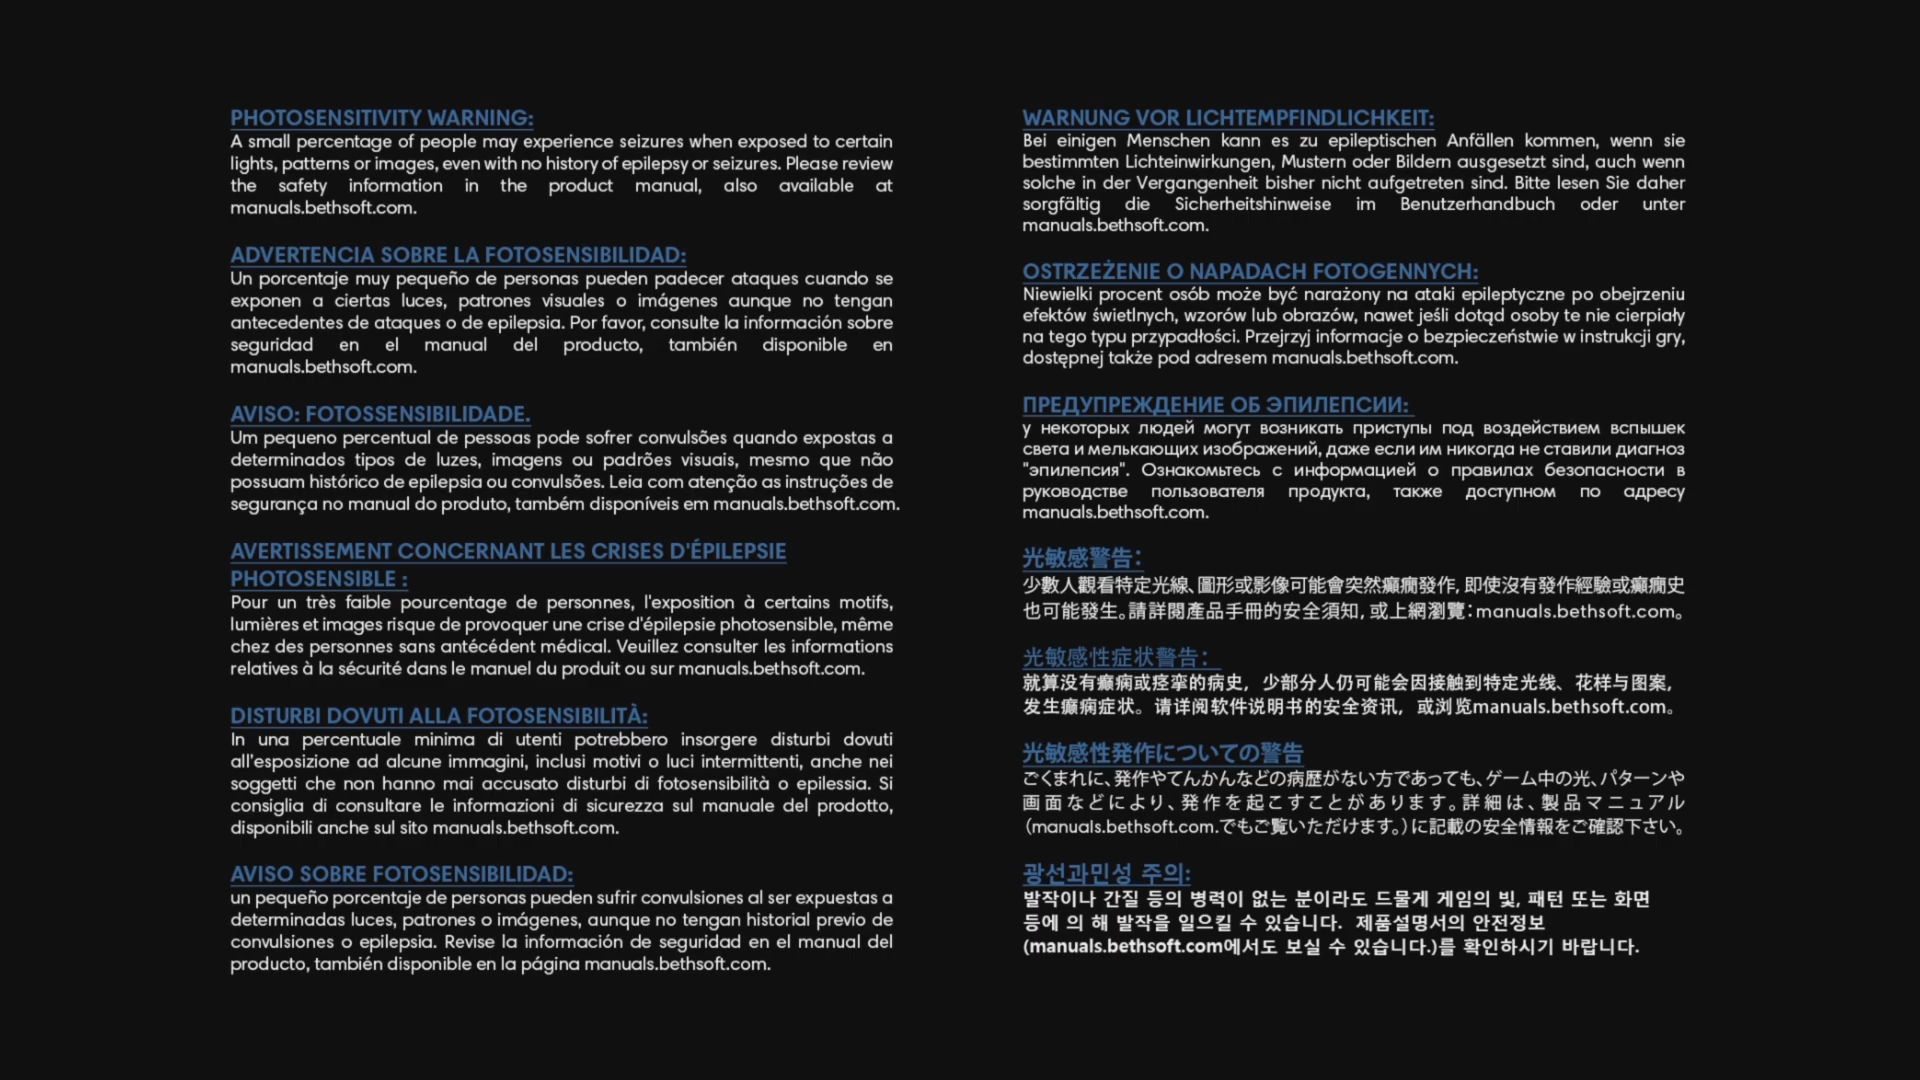 PHOTOSENSITIVITY WARNING:
A small percentage of people may experience seizures when exposed to certain
lights, patterns or images, even with no history of epilepsy or seizures. Please review
the safety information in the product manual, also available at
manuals.bethsoft.com.
ADVERTENCIA SOBRE LA FOTOSENSIBILIDAD:
Un porcentaje muy pequeño de personas pueden padecer ataques cuando se
exponen a ciertas luces, patrones visuales o imágenes aunque no tengan
antecedentes de ataques o de epilepsia. Por favor, consulte la información sobre
seguridad en el manual del producto, también disponible en
manuals.bethsoft.com.
AVISO: FOTOSSENSIBILIDADE.
Um pequeno percentual de pessoas pode sofrer convulsões quando expostas a
determinados tipos de luzes, imagens ou padrões visuais, mesmo que não
possuam histórico de epilepsia ou convulsões. Leia com atenção as instruções de
segurança no manual do produto, também disponíveis em manuals.bethsoft.com.
AVERTISSEMENT CONCERNANT LES CRISES D'ÉPILEPSIE
PHOTOSENSIBLE :
Pour un très faible pourcentage de personnes, l'exposition à certains motifs,
lumières et images risque de provoquer une crise d'épilepsie photosensible, même
chez des personnes sans antécédent médical. Veuillez consulter les informations
relatives à la sécurité dans le manuel du produit ou sur manuals.bethsoft.com.
DISTURBI DOVUTI ALLA FOTOSENSIBILITÀ:
In una percentuale minima di utenti potrebbero insorgere disturbi dovuti
all'esposizione ad alcune immagini, inclusi motivi o luci intermittenti, anche nei
soggetti che non hanno mai accusato disturbi di fotosensibilità o epilessia. Si
consiglia di consultare le informazioni di sicurezza sul manuale del prodotto,
disponibili anche sul sito manuals.bethsoft.com.
AVISO SOBRE FOTOSENSIBILIDAD:
un pequeño porcentaje de personas pueden sufrir convulsiones al ser expuestas a
determinadas luces, patrones o imágenes, aunque no tengan historial previo de
convulsiones o epilepsia. Revise la información de seguridad en el manual del
producto, también disponible en la página manuals.bethsoft.com.
WARNUNG VOR LICHTEMPFINDLICHKEIT:
Bei einigen Menschen kann es zu epileptischen Anfällen kommen, wenn sie
bestimmten Lichteinwirkungen, Mustern oder Bildern ausgesetzt sind, auch wenn
solche in der Vergangenheit bisher nicht aufgetreten sind. Bitte lesen Sie daher
sorgfältig die Sicherheitshinweise im Benutzerhandbuch oder unter
manuals.bethsoft.com.
OSTRZEŻENIE O NAPADACH FOTOGENNYCH:
Niewielki procent osób może być narażony na ataki epileptyczne po obejrzeniu
efektów świetlnych, wzorów lub obrazów, nawet jeśli dotąd osoby te nie cierpiały
na tego typu przypadłości. Przejrzyj informacje o bezpieczeństwie w instrukcji gry,
dostępnej także pod adresem manuals.bethsoft.com.
ПРЕДУПРЕЖДЕНИЕ ОБ ЭПИЛЕПСИИ:
у некоторых людей могут возникать приступы под воздействием вспышек
света и мелькающих изображений, даже если им никогда не ставили диагноз
"эпилепсия". Ознакомьтесь с информацией о правилах безопасности в
руководстве пользователя продукта, также доступном по адресу
manuals.bethsoft.com.
光敏感警告：
少數人觀看特定光線、圖形或影像可能會突然癲癇發作，即使沒有發作經驗或癲癇史
也可能發生。請詳閱產品手冊的安全須知，或上網瀏覽：manuals.bethsoft.com。
光敏感性症状警告：
就算没有癫痫或痉挛的病史，少部分人仍可能会因接触到特定光线、花样与图案，
发生癫痫症状。请详阅软件说明书的安全资讯，或浏览manuals.bethsoft.com。
光敏感性発作についての警告
ごくまれに、発作やてんかんなどの病歴がない方であっても、ゲーム中の光、パターンや
画面などにより、発作を起こすことがあります。詳細は、製品マニュアル
（manuals.bethsoft.com.でもご覧いただけます。）に記載の安全情報をご確認下さい。
광선과민성 주의:
발작이나 간질 등의 병력이 없는 분이라도 드물게 게임의 빛, 패턴 또는 화면
등에 의 해 발작을 일으킬 수 있습니다. 제품설명서의 안전정보
(manuals.bethsoft.com에서도 보실 수 있습니다.)를 확인하시기 바랍니다.